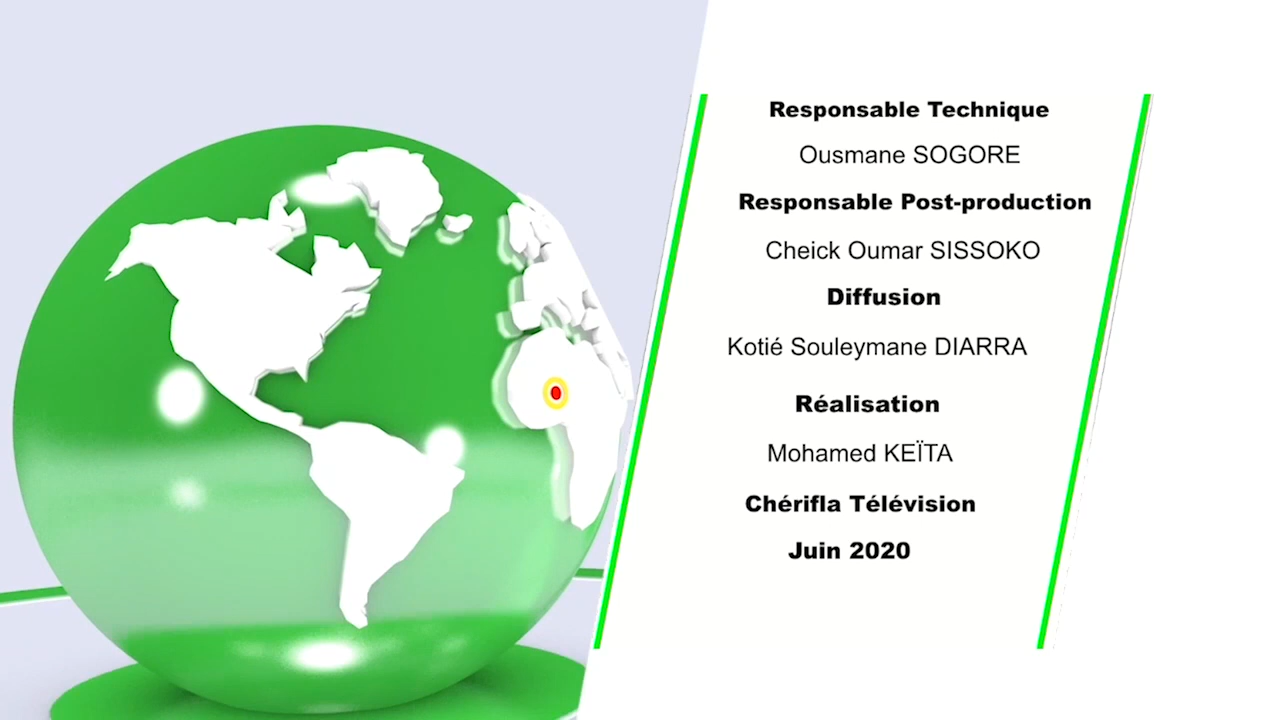 Responsable Technique
Ousmane SOGORE
Responsable Post-production
Cheick Oumar SISSOKO
Diffusion
Kotié Souleymane DIARRA
Réalisation
Mohamed KEÏTA
Chérifla Télévision
Juin 2020